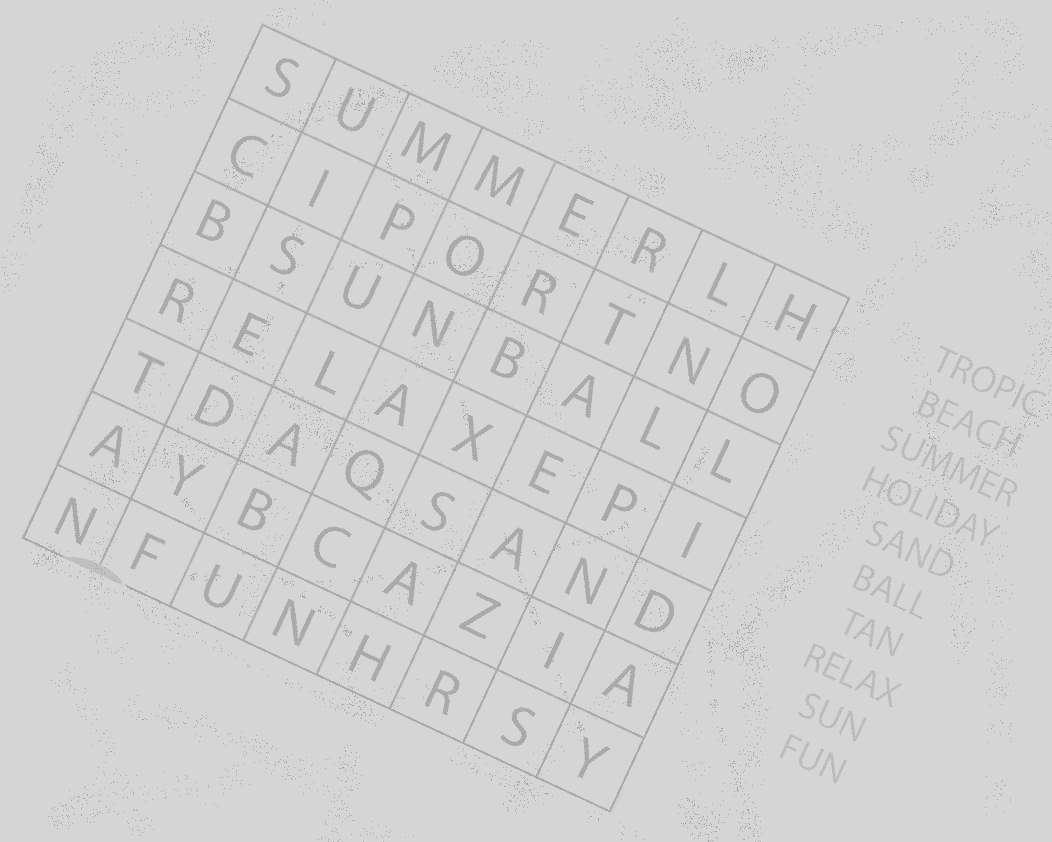 S U M M E R L H
C I P O R T N O
B S U N B A L L
R E L A X E P I
T D A Q S A N D
A Y B C A Z I A
N F U N H R S Y
TROPIC
BEACH
SUMMER
HOLIDAY
SAND
BALL
TAN
RELAX
SUN
FUN